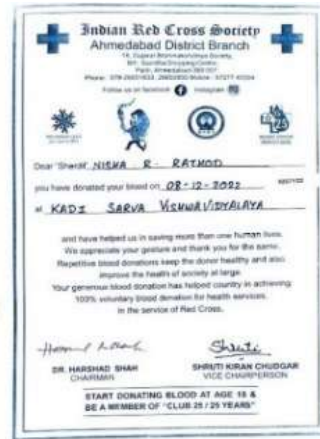 Indian Red Cross Society
Ahmedabad District Branch
Follow us on facebook instagram
Dear "Sharat" NISHA R. RATHOD
you have donated your blood on 08-12-2022
at KADI SARVA VISHWAVIDYALAYA
and have helped us in saving more than one human lives.
We appreciate your gesture and thank you for the same.
Repetitive blood donations keep the donor healthy and also
improve the health of society at large.
Your generous blood donation has helped country in achieving
100% voluntary blood donation for health services,
in the service of Red Cross.
DR. HARSHAD SHAH
CHAIRMAN
SHRUTI KIRAN CHUDGAR
VICE CHAIRPERSON
START DONATING BLOOD AT AGE 18 &
BE A MEMBER OF "CLUB 25 / 25 YEARS"